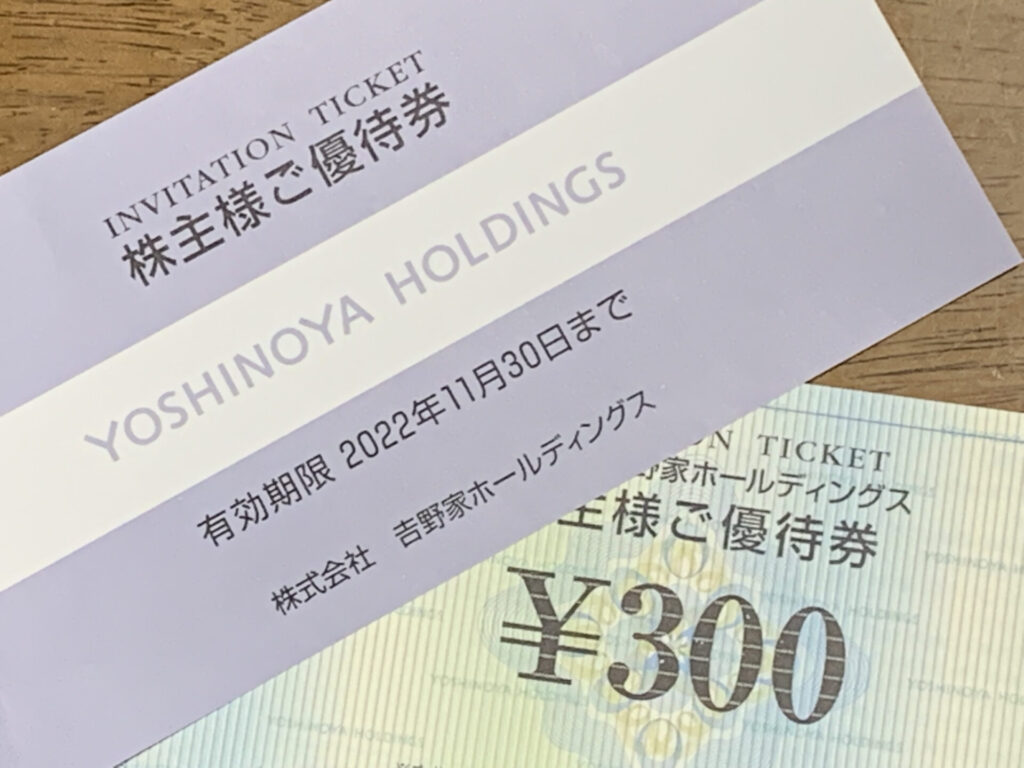 INVITATION TICKET
株主様ご優待券
YOSHINOYA HOLDINGS
有効期限 2022年11月30日まで
株式会社 𠮷野家ホールディングス
ON TICKET
野家ホールディングス
主様ご優待券
¥300